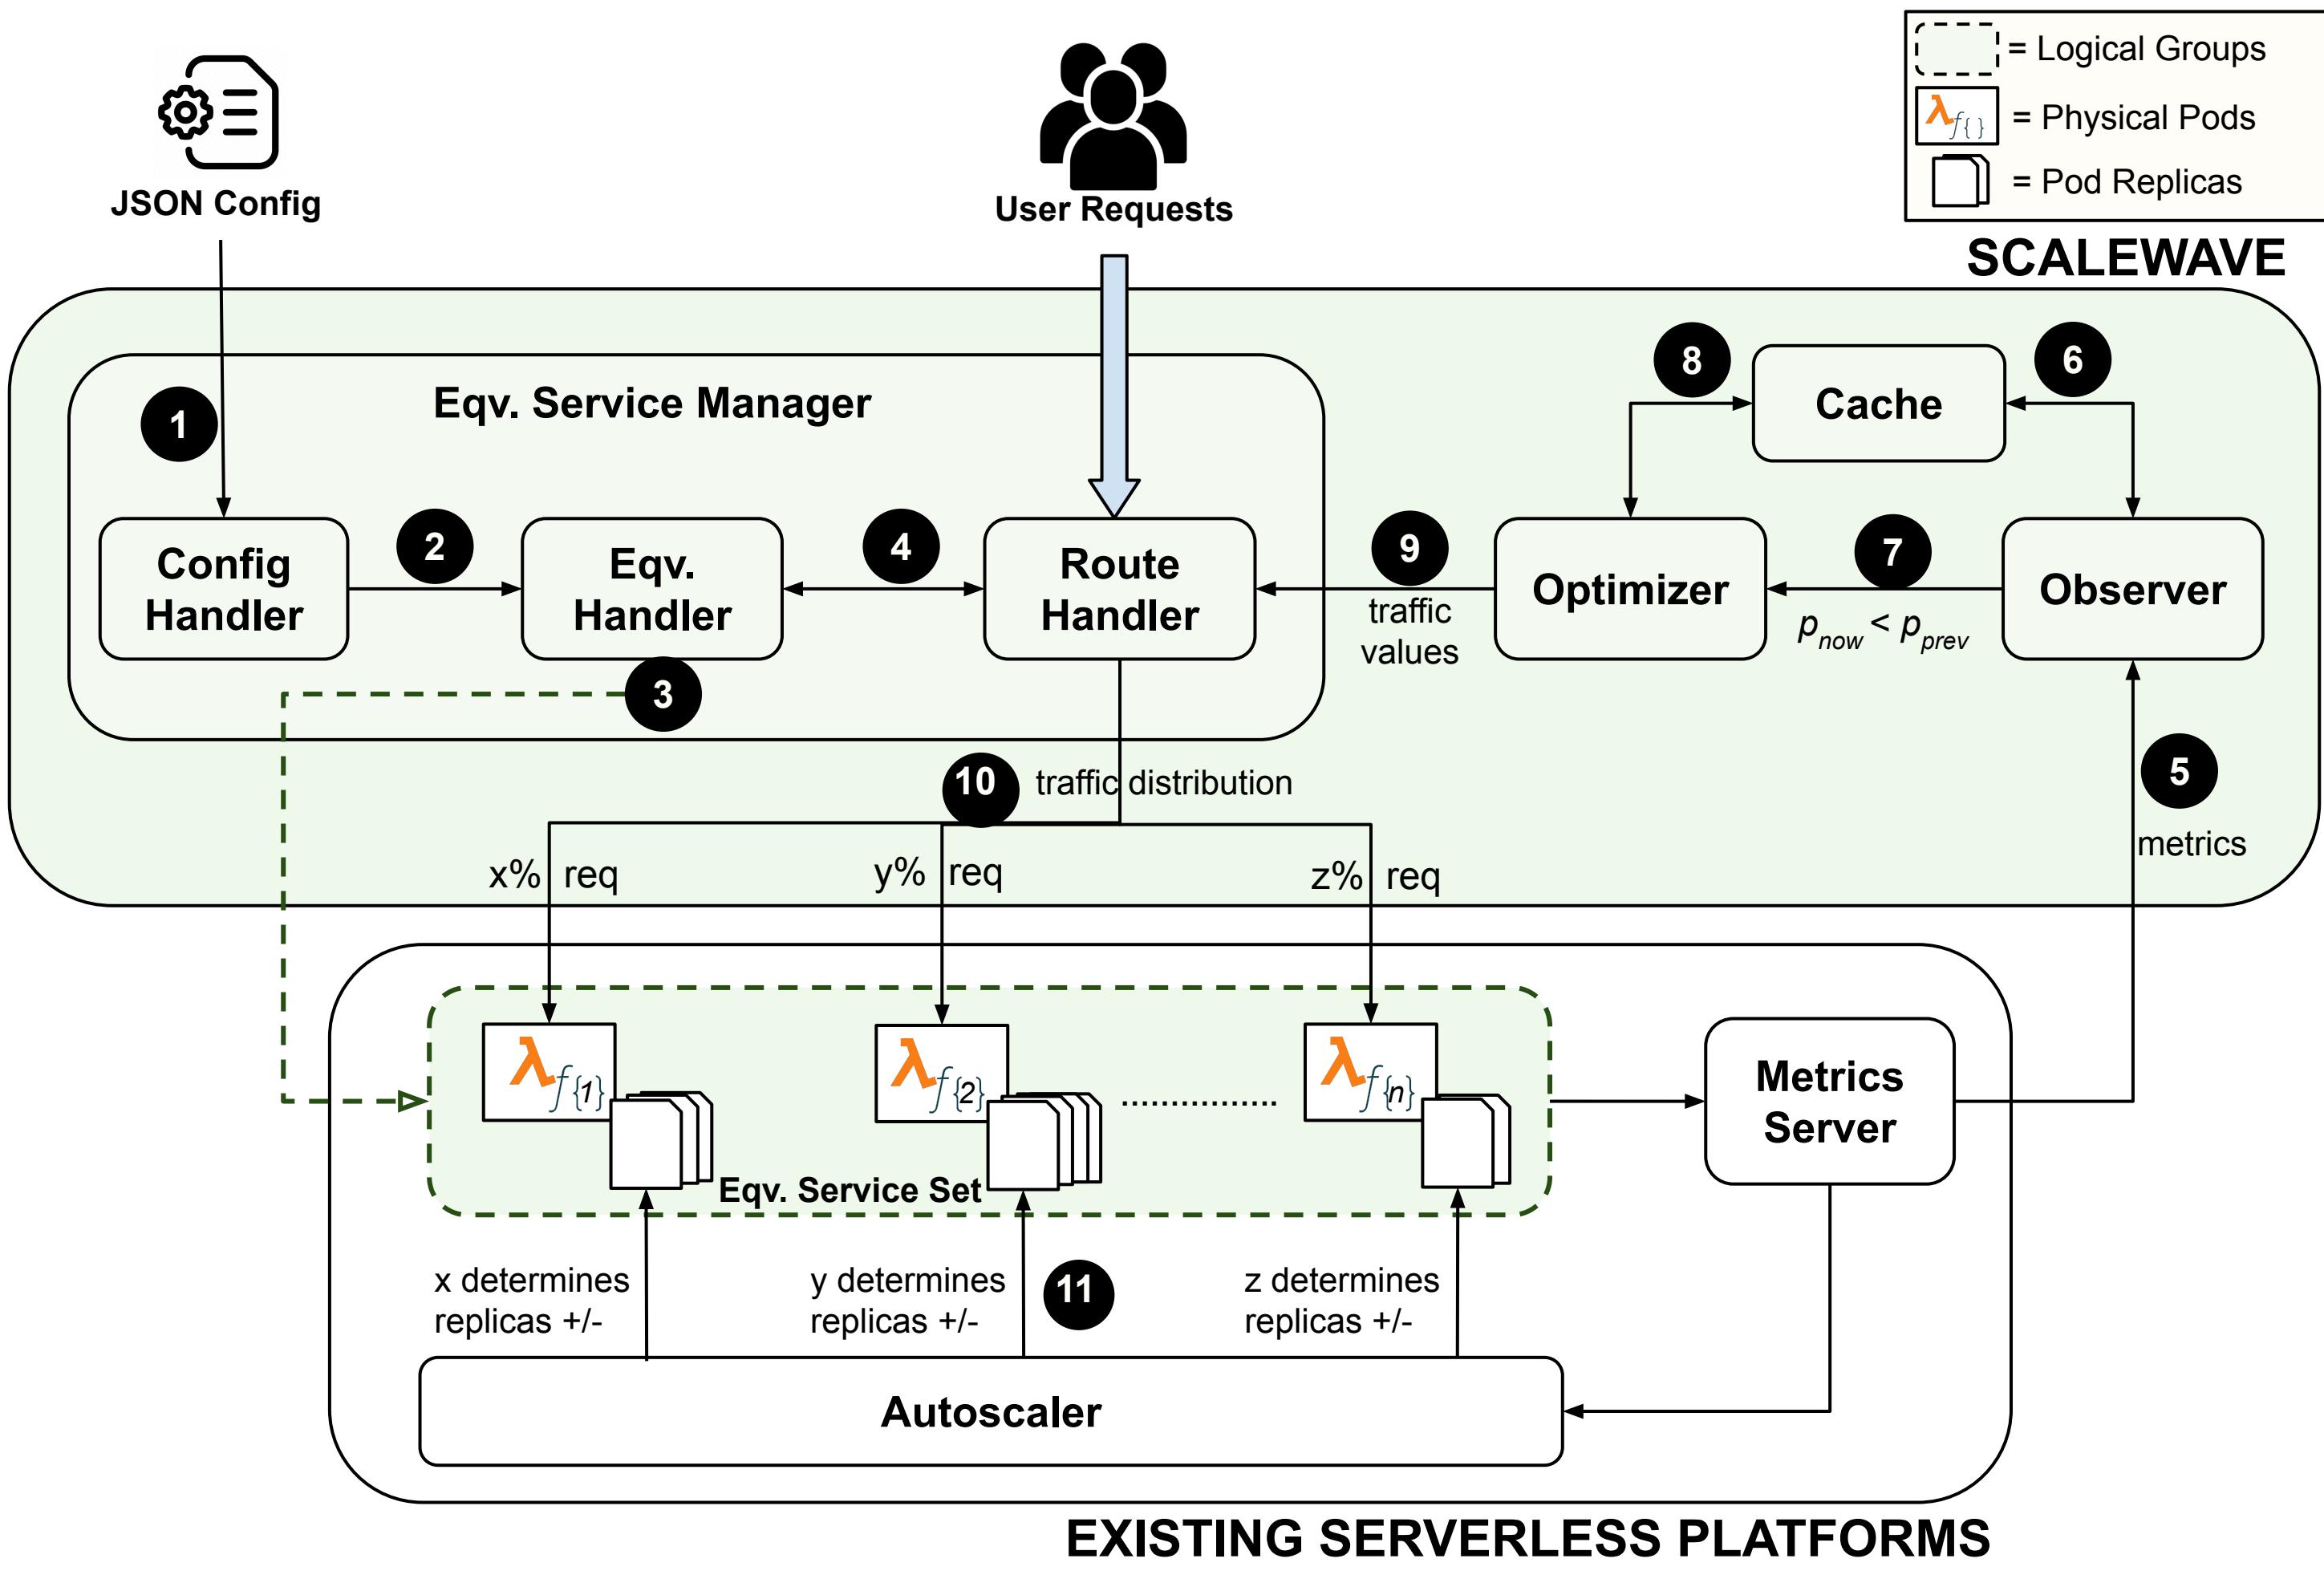 = Logical Groups
λ f{ }
= Physical Pods
= Pod Replicas
JSON Config
User Requests
SCALEWAVE
Eqv. Service Manager
1
8
Cache
6
Config
Handler
2
Eqv.
Handler
4
Route
Handler
9
traffic
values
Optimizer
7
p_now < p_prev
Observer
3
10
traffic distribution
5
metrics
x% req
y% req
z% req
λ f{1}
λ f{2}
...............
λ f{n}
Eqv. Service Set
Metrics
Server
x determines
replicas +/-
y determines
replicas +/-
11
z determines
replicas +/-
Autoscaler
EXISTING SERVERLESS PLATFORMS